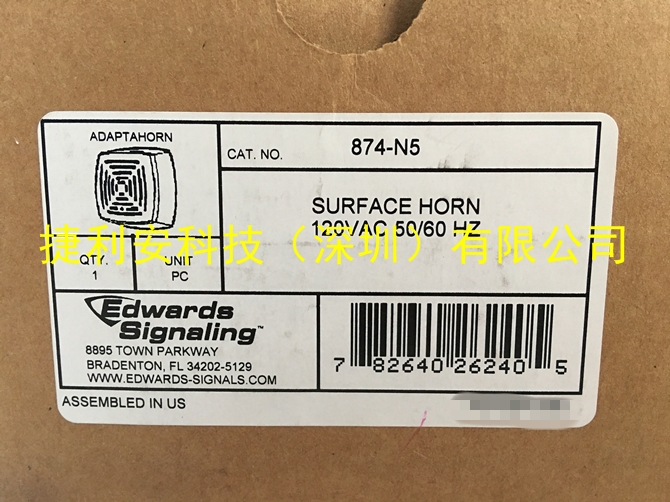 ADAPTAHORN
CAT. NO. 874-N5
SURFACE HORN
120VAC 50/60 HZ
捷利安科技（深圳）有限公司
QTY. UNIT
1 PC
Edwards
Signaling™
8895 TOWN PARKWAY
BRADENTON, FL 34202-5129
WWW.EDWARDS-SIGNALS.COM
7 82640 26240 5
ASSEMBLED IN US